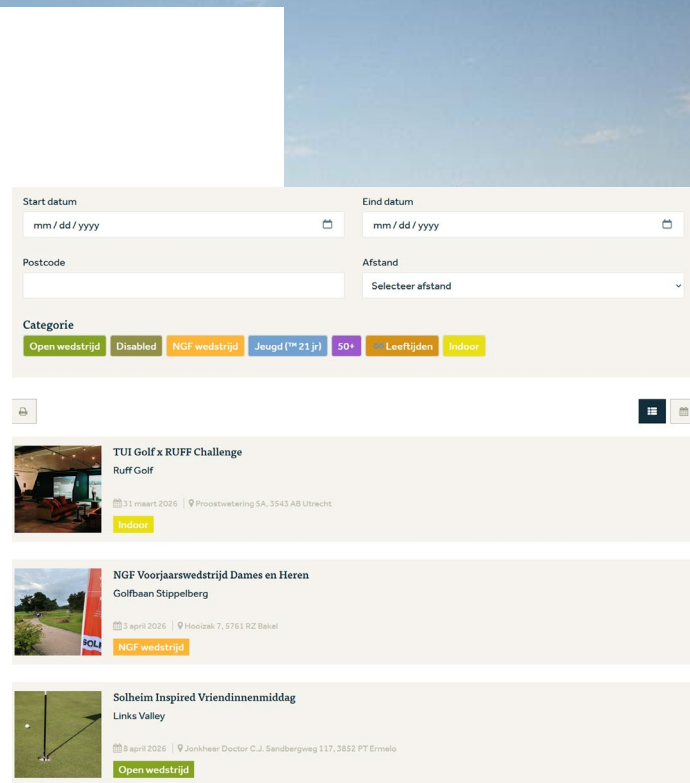 Start datum
Eind datum
mm / dd / yyyy
mm / dd / yyyy
Postcode
Afstand
Selecteer afstand
Categorie
Open wedstrijd Disabled NGF wedstrijd Jeugd (™ 21 jr) 50+ Leeftijden Indoor
TUI Golf x RUFF Challenge
Ruff Golf
31 maart 2026 Proostwetering 5A, 3543 AB Utrecht
Indoor
NGF Voorjaarswedstrijd Dames en Heren
Golfbaan Stippelberg
3 april 2026 Hooizak 7, 5761 RZ Bakel
NGF wedstrijd
Solheim Inspired Vriendinnenmiddag
Links Valley
8 april 2026 Jonkheer Doctor C.J. Sandbergweg 117, 3852 PT Ermelo
Open wedstrijd